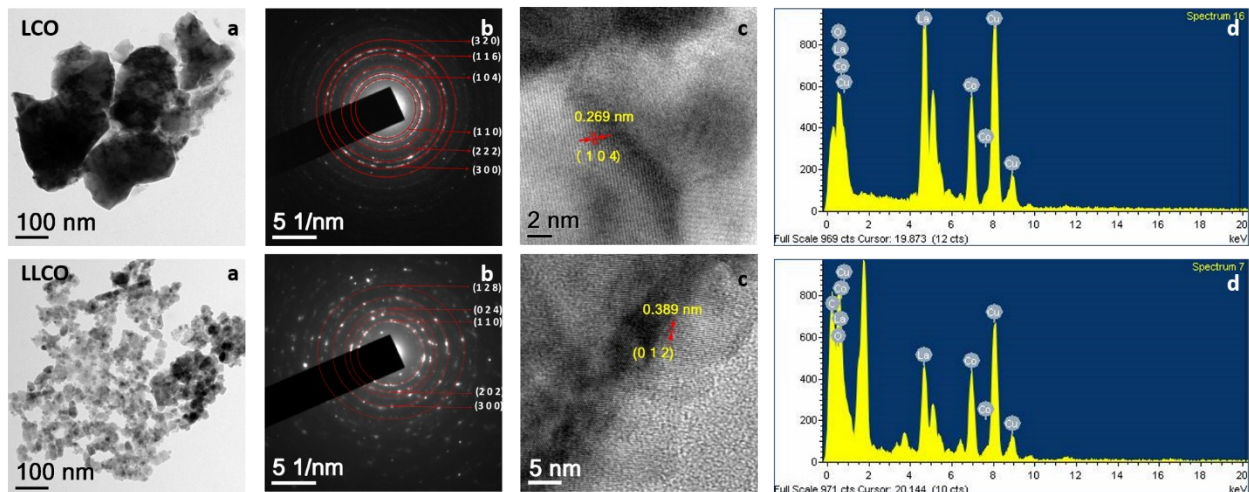 LCO
a
100 nm
b
(3 2 0)
(1 1 6)
(1 0 4)
(1 1 0)
(2 2 2)
(3 0 0)
5 1/nm
c
0.269 nm
(1 0 4)
2 nm
Spectrum 16
d
O
La
Co
Cu
La
Cu
Co
Co
Cu
800
600
400
200
0
0 2 4 6 8 10 12 14 16 18 20
Full Scale 969 cts Cursor: 19.873 (12 cts)
keV
LLCO
a
100 nm
b
(1 2 8)
(0 2 4)
(1 1 0)
(2 0 2)
(3 0 0)
5 1/nm
c
0.389 nm
(0 1 2)
5 nm
Spectrum 7
d
Cu
Co
C
La
O
La
Co
Cu
Co
Cu
800
600
400
200
0
0 2 4 6 8 10 12 14 16 18 20
Full Scale 971 cts Cursor: 20.144 (10 cts)
keV